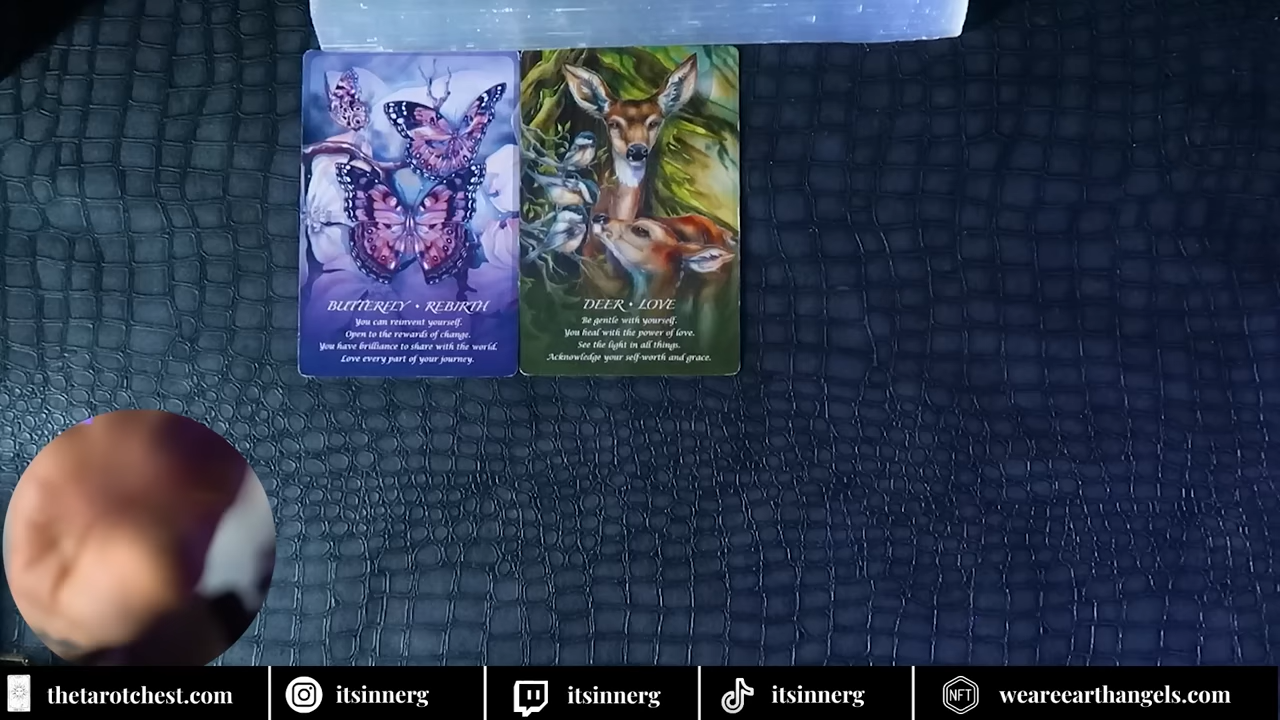 BUTTERFLY • REBIRTH
You can reinvent yourself.
Open to the rewards of change.
You have brilliance to share with the world.
Love every part of your journey.
DEER • LOVE
Be gentle with yourself.
You heal with the power of love.
See the light in all things.
Acknowledge your self-worth and grace.
thetarotchest.com
itsinnerg
itsinnerg
itsinnerg
NFT
weareearthangels.com